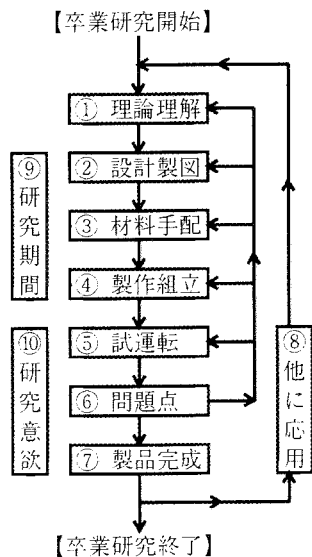 【卒業研究開始】
① 理論理解
② 設計製図
③ 材料手配
④ 製作組立
⑤ 試運転
⑥ 問題点
⑦ 製品完成
【卒業研究終了】
⑨研究期間
⑩研究意欲
⑧他に応用